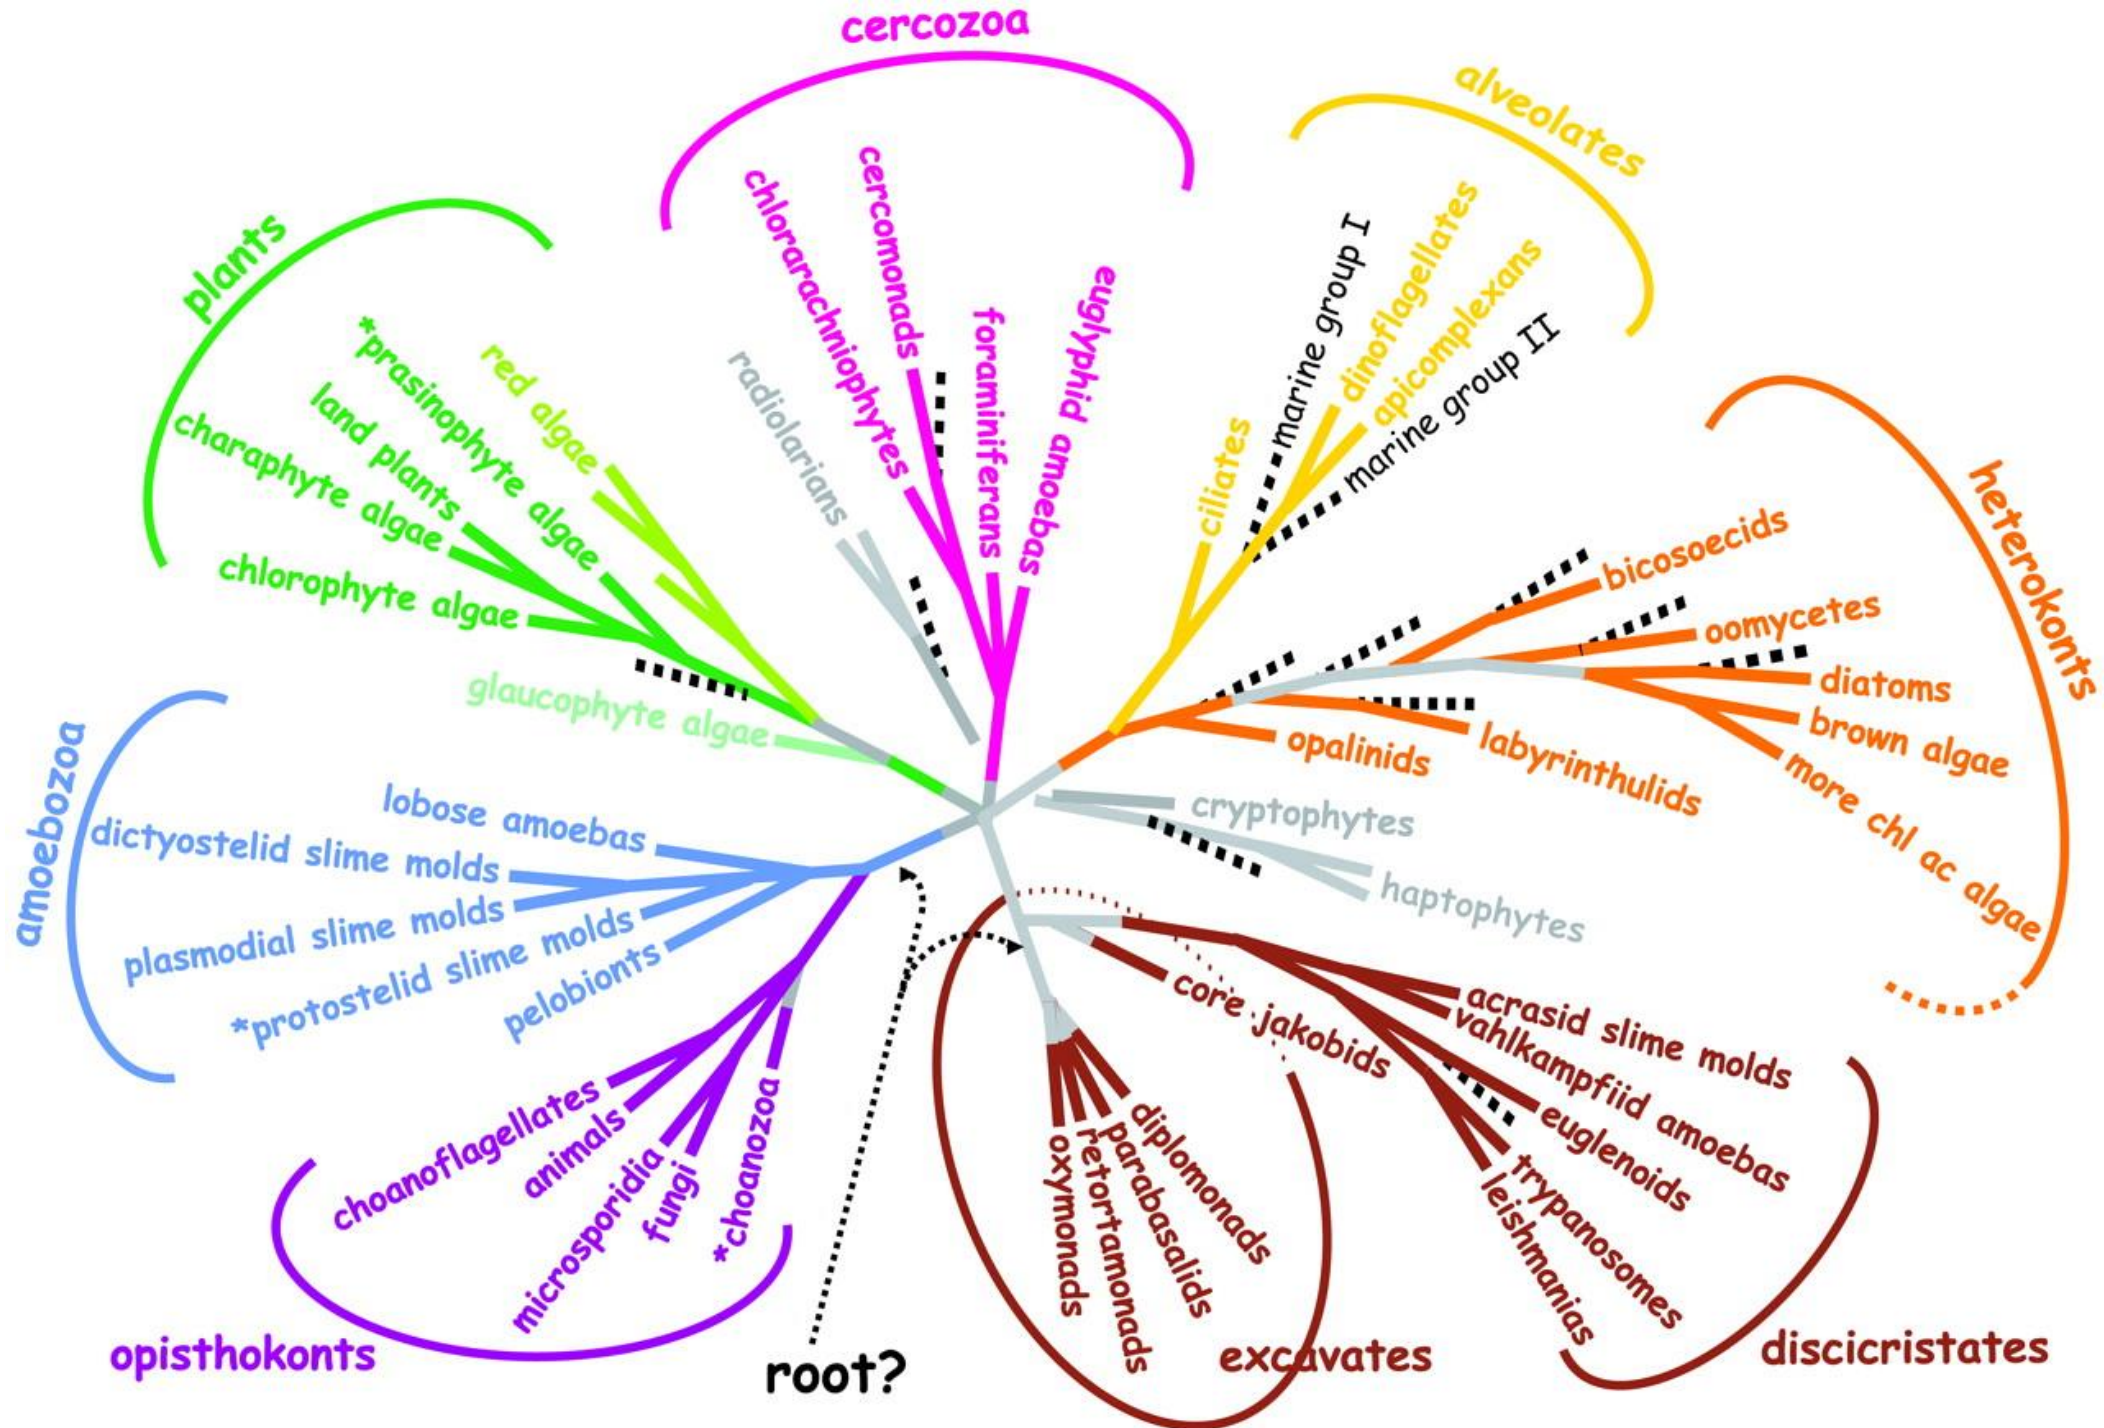 cercozoa
alveolates
plants
heterokonts
amoebozoa
opisthokonts
excavates
discicristates
root?
chlorarachniophytes
cercomonads
foraminiferans
euglyphid amoebas
radiolarians
marine group I
dinoflagellates
apicomplexans
marine group II
ciliates
bicosoecids
oomycetes
diatoms
brown algae
more chl ac algae
labyrinthulids
opalinids
cryptophytes
haptophytes
core jakobids
acrasid slime molds
vahlkampfiid amoebas
euglenoids
trypanosomes
leishmanias
diplomonads
parabasalids
retortamonads
oxymonads
*choanozoa
fungi
microsporidia
animals
choanoflagellates
pelobionts
*protostelid slime molds
plasmodial slime molds
dictyostelid slime molds
lobose amoebas
glaucophyte algae
chlorophyte algae
charaphyte algae
land plants
*prasinophyte algae
red algae